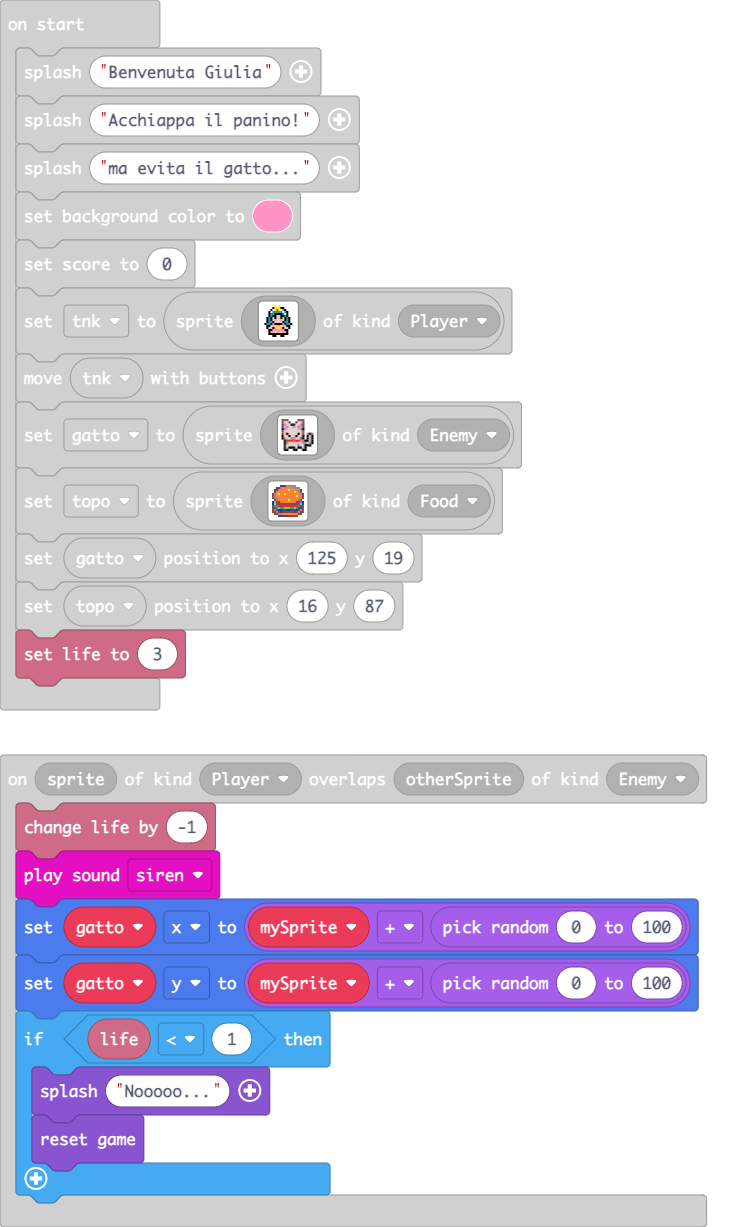 on start
splash "Benvenuta Giulia"
splash "Acchiappa il panino!"
splash "ma evita il gatto..."
set background color to
set score to 0
set tnk to sprite of kind Player
move tnk with buttons
set gatto to sprite of kind Enemy
set topo to sprite of kind Food
set gatto position to x 125 y 19
set topo position to x 16 y 87
set life to 3
on sprite of kind Player overlaps otherSprite of kind Enemy
change life by -1
play sound siren
set gatto x to mySprite + pick random 0 to 100
set gatto y to mySprite + pick random 0 to 100
if life < 1 then
splash "Nooooo..."
reset game